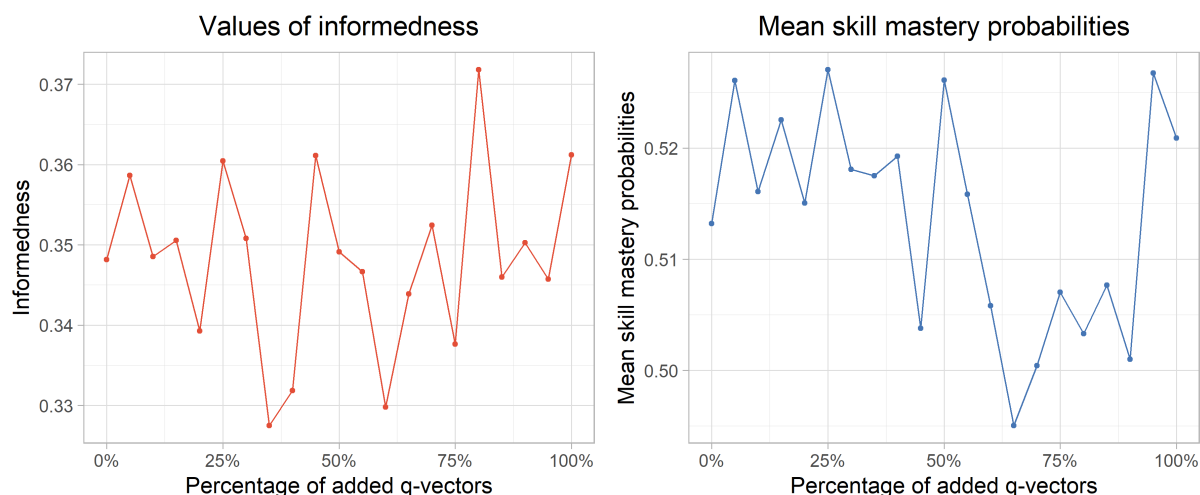 Values of informedness
Informedness
0.37
0.36
0.35
0.34
0.33
0% 25% 50% 75% 100%
Percentage of added q-vectors
Mean skill mastery probabilities
Mean skill mastery probabilities
0.52
0.51
0.50
0% 25% 50% 75% 100%
Percentage of added q-vectors